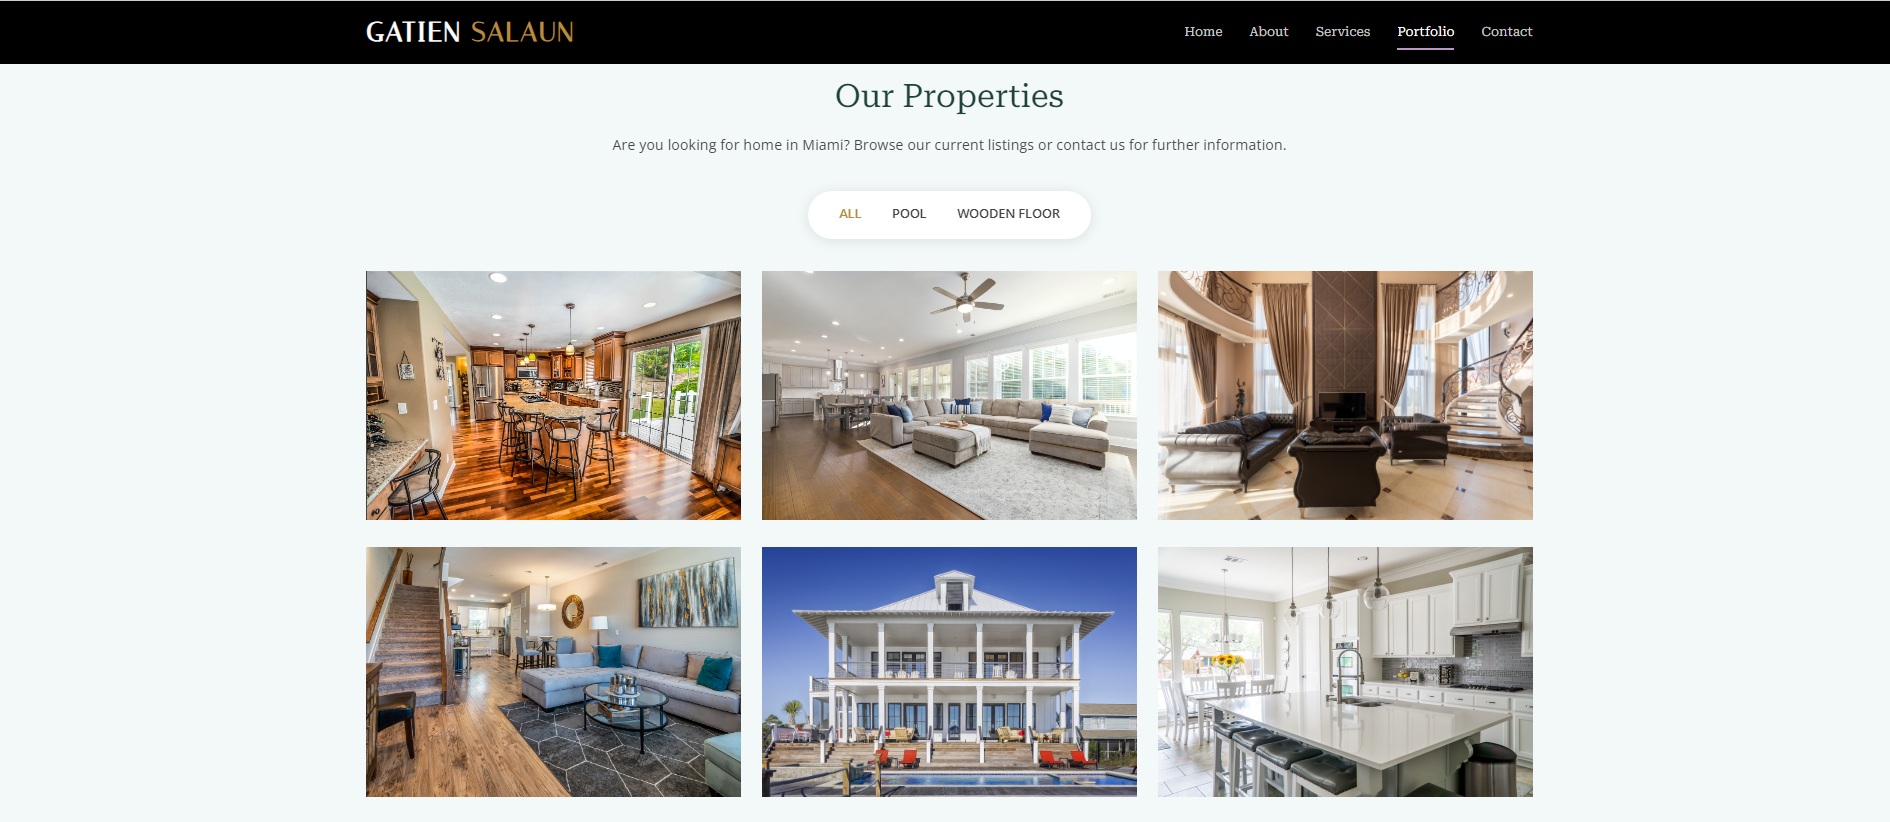 GATIEN SALAUN
Home About Services Portfolio Contact
Our Properties
Are you looking for home in Miami? Browse our current listings or contact us for further information.
ALL POOL WOODEN FLOOR